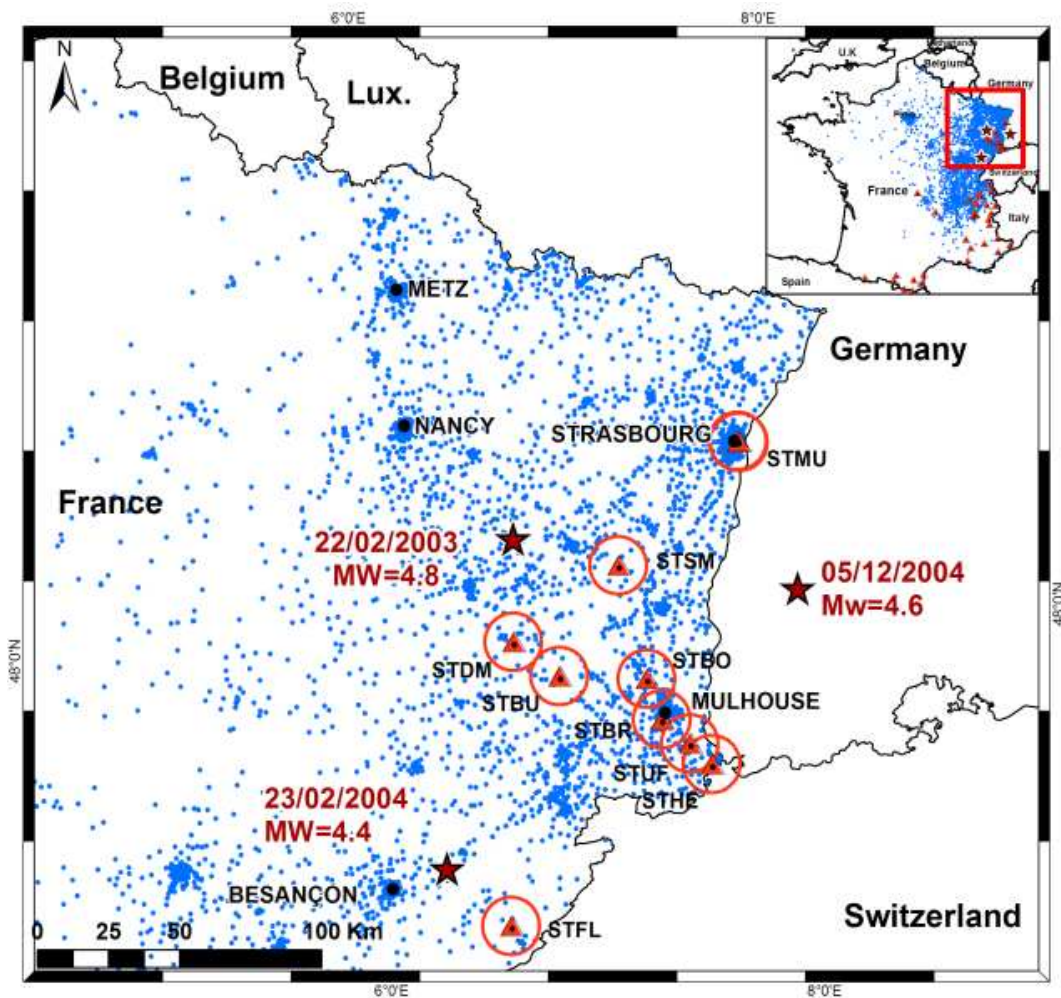 6°0'E
8°0'E
N
Belgium
Lux.
U.K
Belgium
Germany
Paris
France
Switzerland
Italy
Spain
METZ
Germany
NANCY
STRASBOURG
STMU
France
22/02/2003
MW=4.8
STSM
05/12/2004
Mw=4.6
48°0'N
48°0'N
STDM
STBO
STBU
MULHOUSE
STBR
STUF
STHE
23/02/2004
MW=4.4
BESANÇON
Switzerland
STFL
0 25 50 100 Km
6°0'E
8°0'E